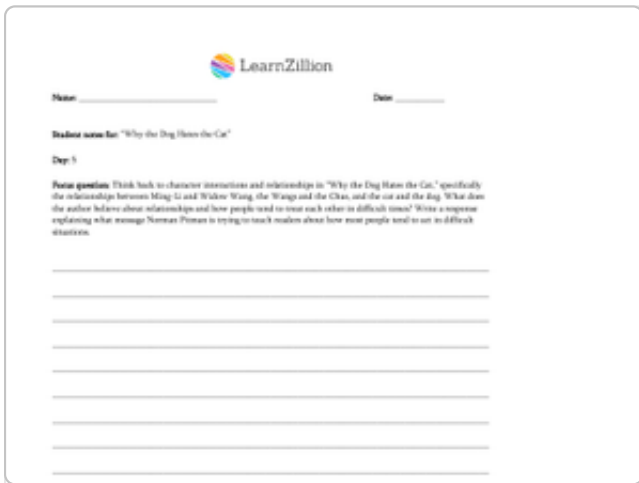 LearnZillion
Name: Date:
Student notes for: "Why the Dog Hates the Cat"
Day: 5
Focus question: Think back to character interactions and relationships in "Why the Dog Hates the Cat," specifically
the relationships between Ming-Li and Widow Wang, the Wangs and the Chus, and the cat and the dog. What does
the author believe about relationships and how people tend to treat each other in difficult times? Write a response
explaining what message Norman Pitman is trying to teach readers about how most people tend to act in difficult
situations.